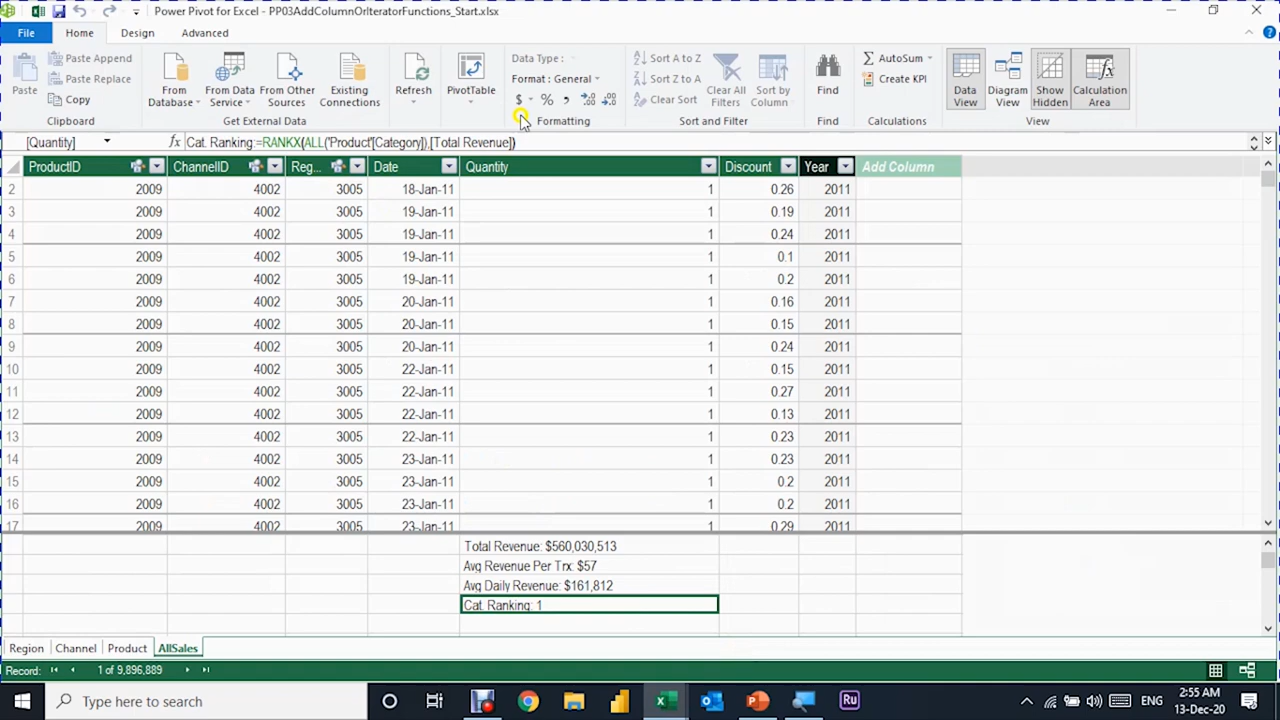 Power Pivot for Excel - PP03AddColumnOrIteratorFunctions_Start.xlsx
File Home Design Advanced
Paste
Paste Append
Paste Replace
Copy
Clipboard
From Database
From Data Service
From Other Sources
Existing Connections
Get External Data
Refresh
PivotTable
Data Type :
Format : General
$ % ,
Formatting
Sort A to Z
Sort Z to A
Clear Sort
Clear All Filters
Sort by Column
Sort and Filter
Find
Find
AutoSum
Create KPI
Calculations
Data View
Diagram View
Show Hidden
Calculation Area
View
[Quantity] fx Cat. Ranking:=RANKX(ALL('Product'[Category]),[Total Revenue])
ProductID ChannelID Reg... Date Quantity Discount Year Add Column
2 2009 4002 3005 18-Jan-11 1 0.26 2011
3 2009 4002 3005 19-Jan-11 1 0.19 2011
4 2009 4002 3005 19-Jan-11 1 0.24 2011
5 2009 4002 3005 19-Jan-11 1 0.1 2011
6 2009 4002 3005 19-Jan-11 1 0.2 2011
7 2009 4002 3005 20-Jan-11 1 0.16 2011
8 2009 4002 3005 20-Jan-11 1 0.15 2011
9 2009 4002 3005 20-Jan-11 1 0.24 2011
10 2009 4002 3005 22-Jan-11 1 0.15 2011
11 2009 4002 3005 22-Jan-11 1 0.27 2011
12 2009 4002 3005 22-Jan-11 1 0.13 2011
13 2009 4002 3005 22-Jan-11 1 0.23 2011
14 2009 4002 3005 23-Jan-11 1 0.23 2011
15 2009 4002 3005 23-Jan-11 1 0.2 2011
16 2009 4002 3005 23-Jan-11 1 0.2 2011
17 2009 4002 3005 23-Jan-11 1 0.29 2011
Total Revenue: $560,030,513
Avg Revenue Per Trx: $57
Avg Daily Revenue: $161,812
Cat. Ranking: 1
Region Channel Product AllSales
Record: 1 of 9,896,889
Type here to search
Ru
ENG
2:55 AM
13-Dec-20